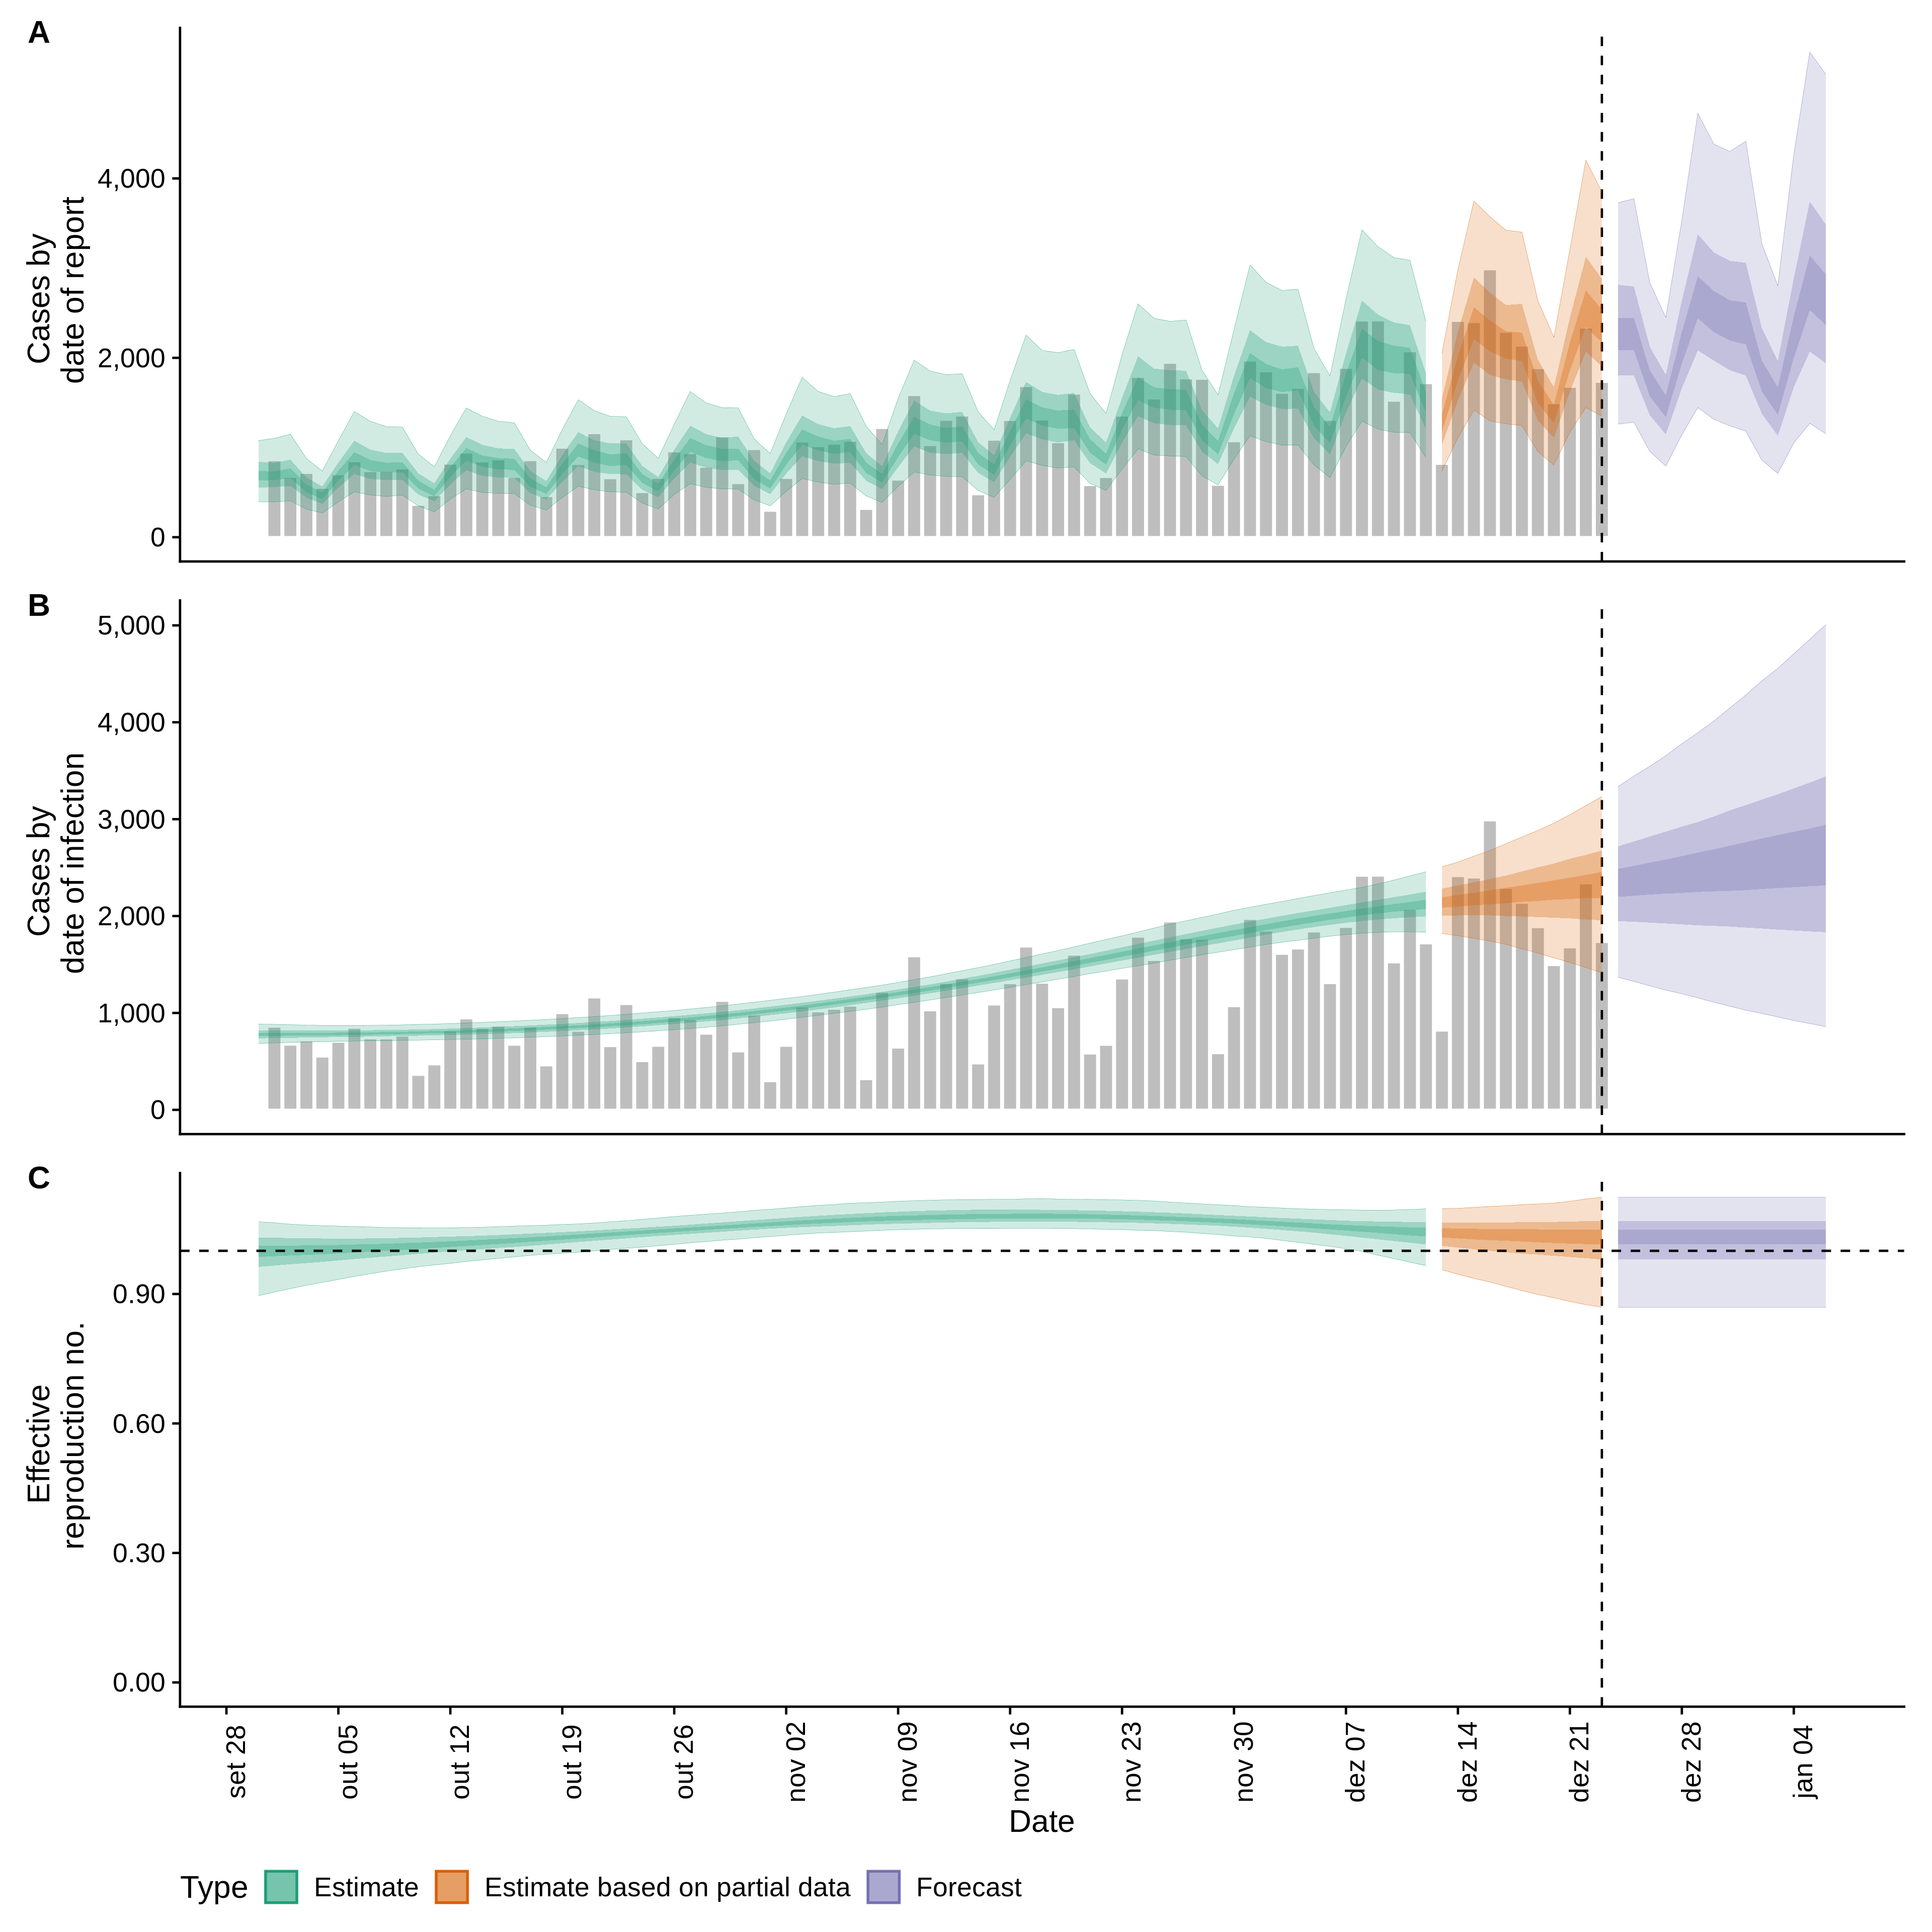 A
Cases by
date of report
4,000
2,000
0
B
Cases by
date of infection
5,000
4,000
3,000
2,000
1,000
0
C
Effective
reproduction no.
0.90
0.60
0.30
0.00
set 28
out 05
out 12
out 19
out 26
nov 02
nov 09
nov 16
nov 23
nov 30
dez 07
dez 14
dez 21
dez 28
jan 04
Date
Type Estimate Estimate based on partial data Forecast